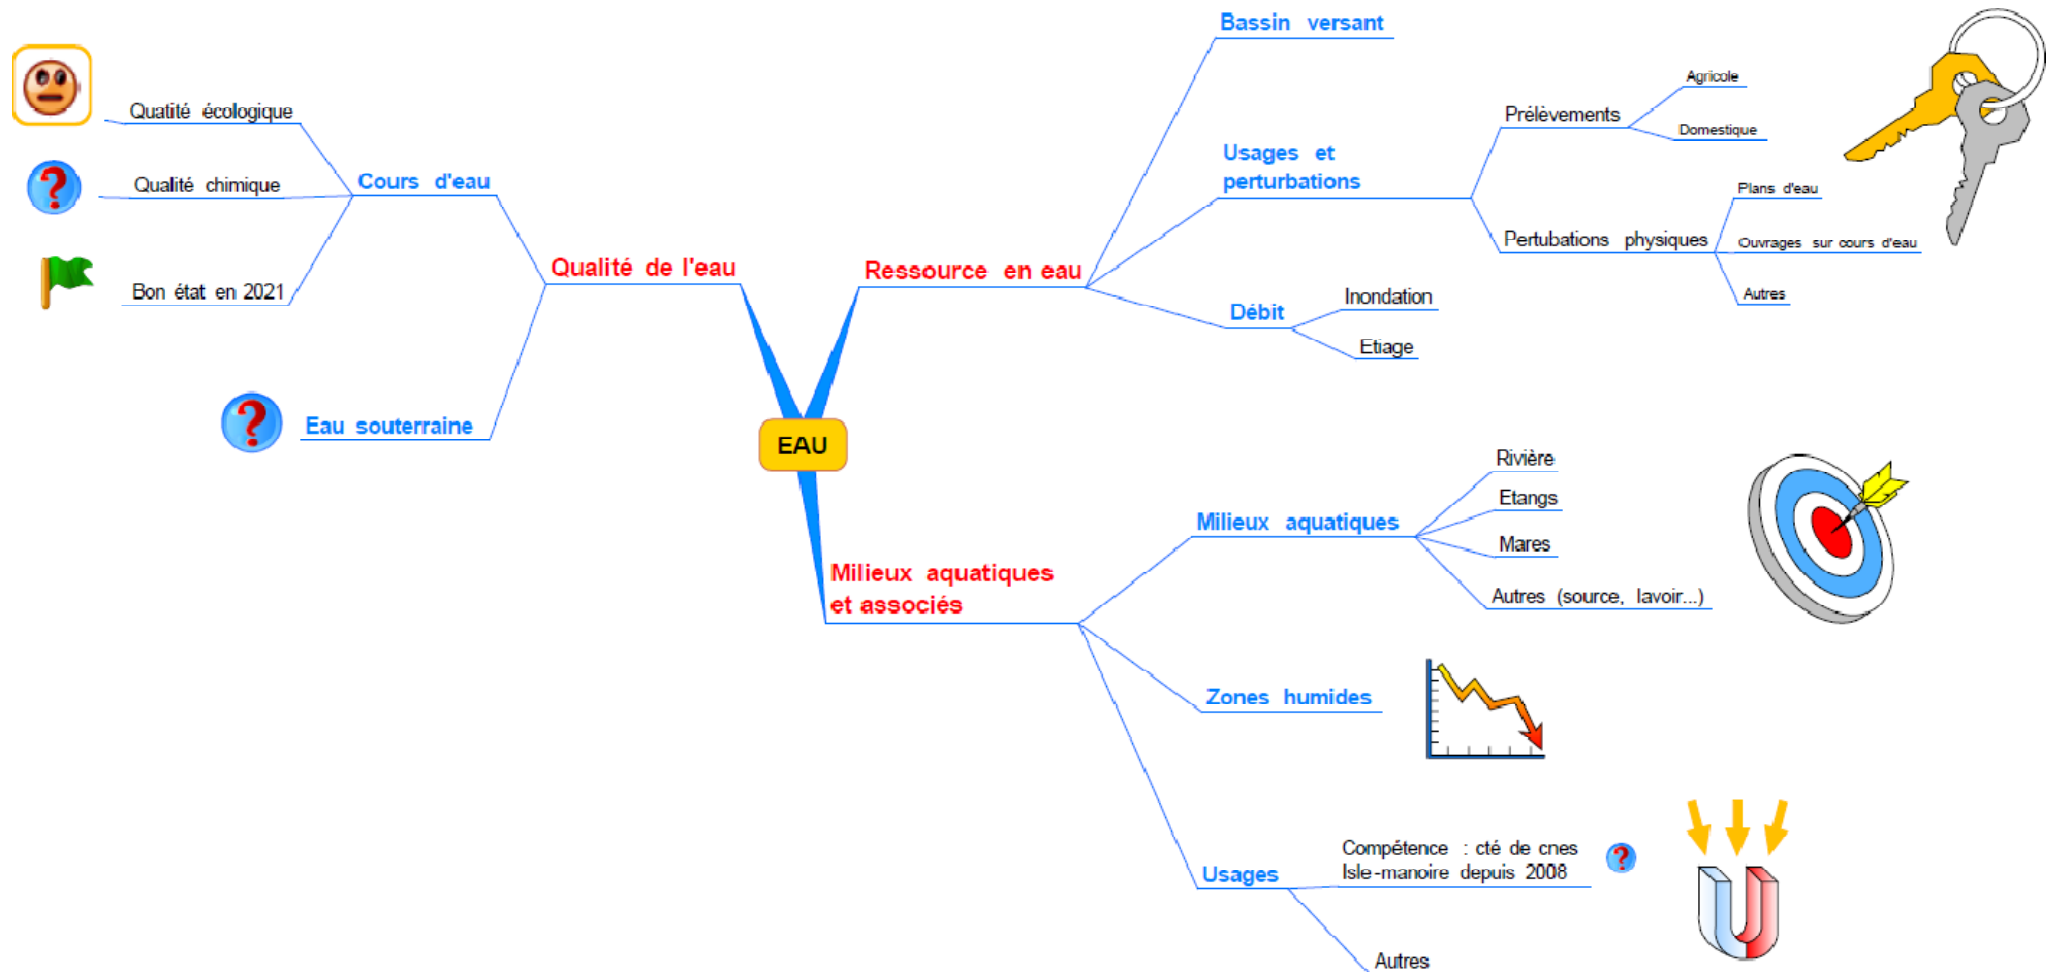 Qualité de l'eau
Cours d'eau
Quatité écologique
Qualité chimique
Bon état en 2021
Eau souterraine
EAU
Ressource en eau
Bassin versant
Usages et
perturbations
Prélèvements
Agricole
Domestique
Pertubations physiques
Plans d'eau
Ouvrages sur cours d'eau
Autres
Débit
Inondation
Etiage
Milieux aquatiques
et associés
Milieux aquatiques
Rivière
Etangs
Mares
Autres (source, lavoir...)
Zones humides
Usages
Compétence : cté de cnes
Isle-manoire depuis 2008
Autres